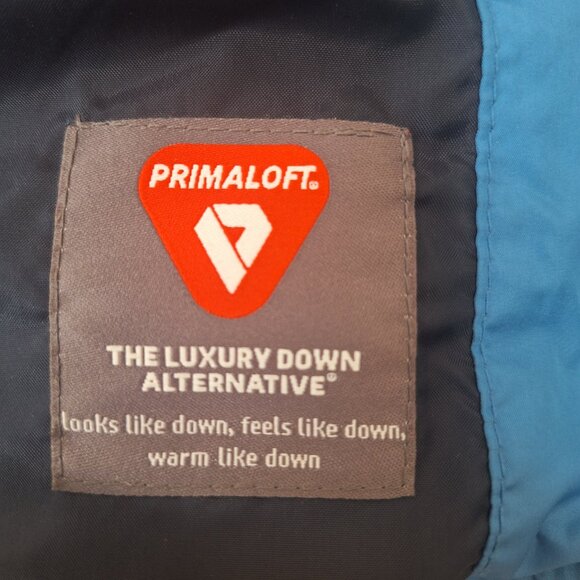 PRIMALOFT®
THE LUXURY DOWN
ALTERNATIVE®
looks like down, feels like down,
warm like down